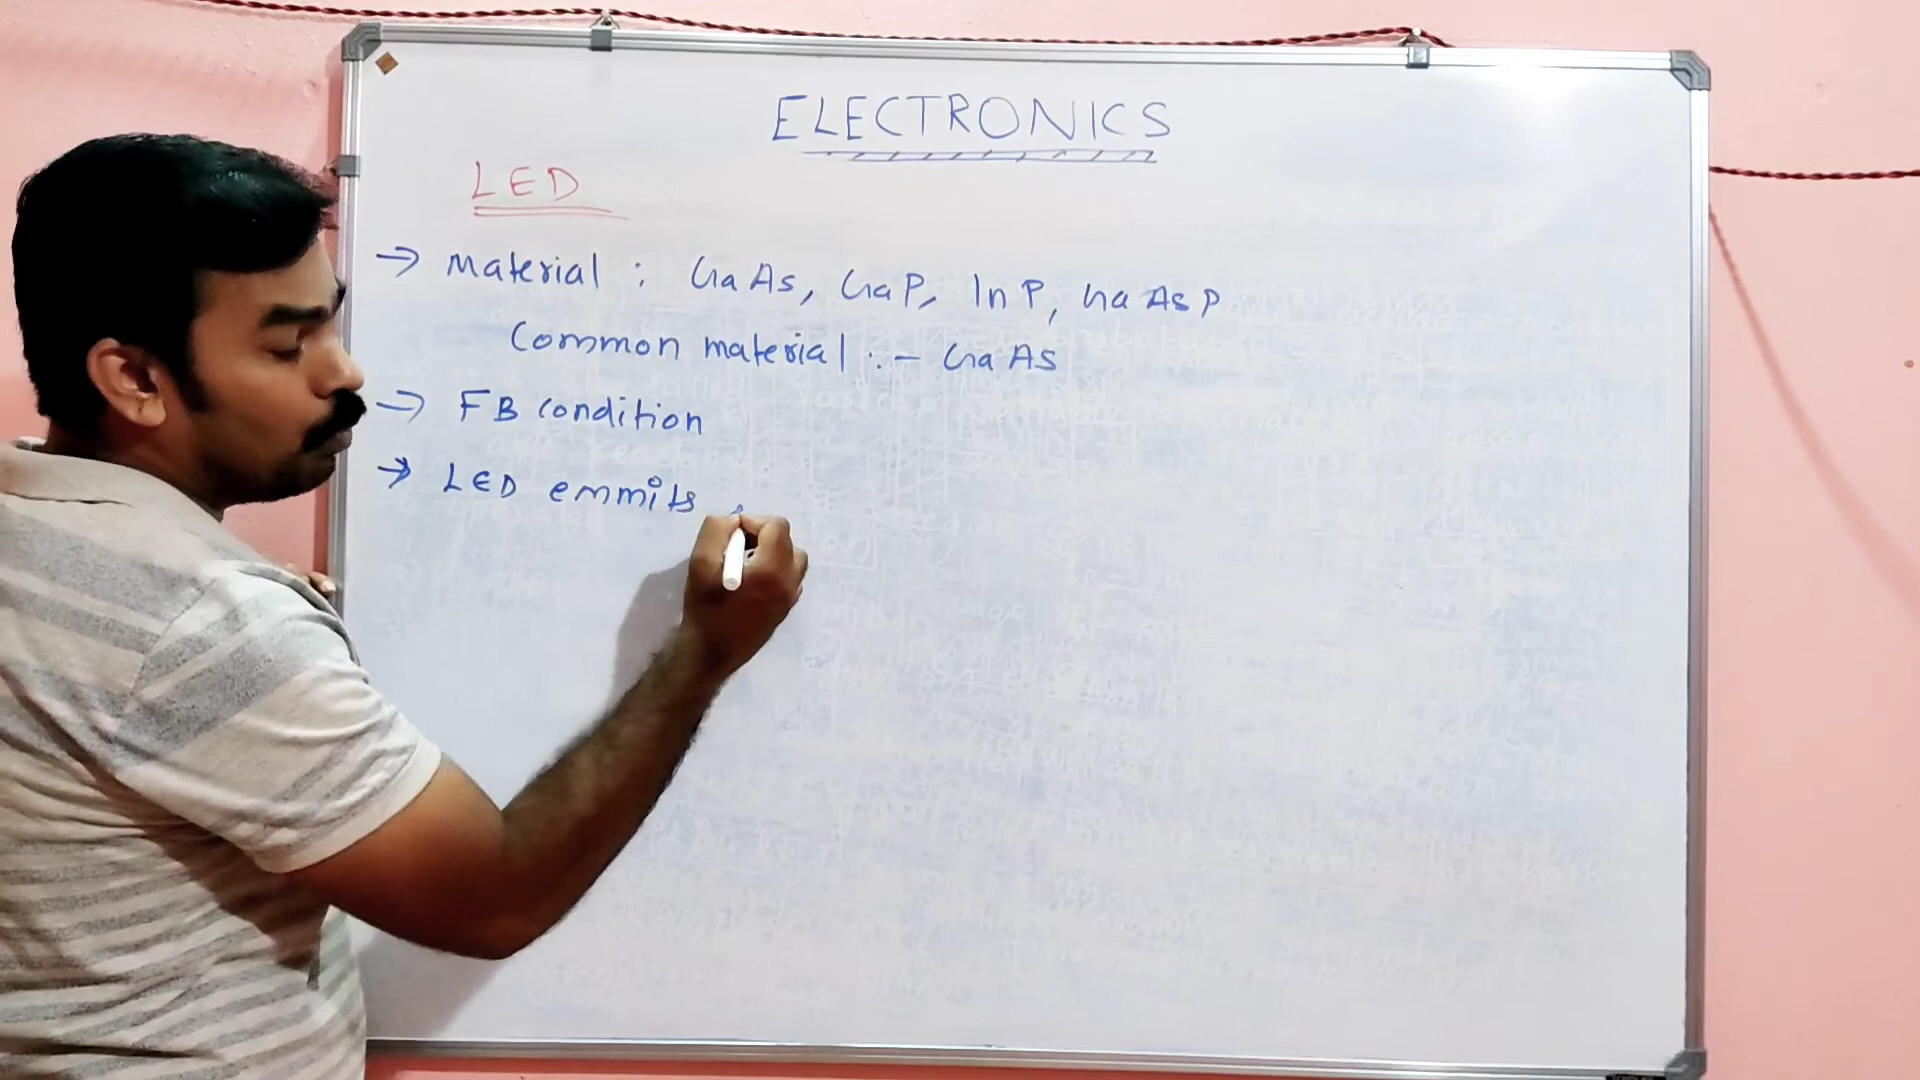 ELECTRONICS
LED
→ Material : GaAs, GaP, InP, GaAsP
Common material :- GaAs
→ FB condition
→ LED emmits